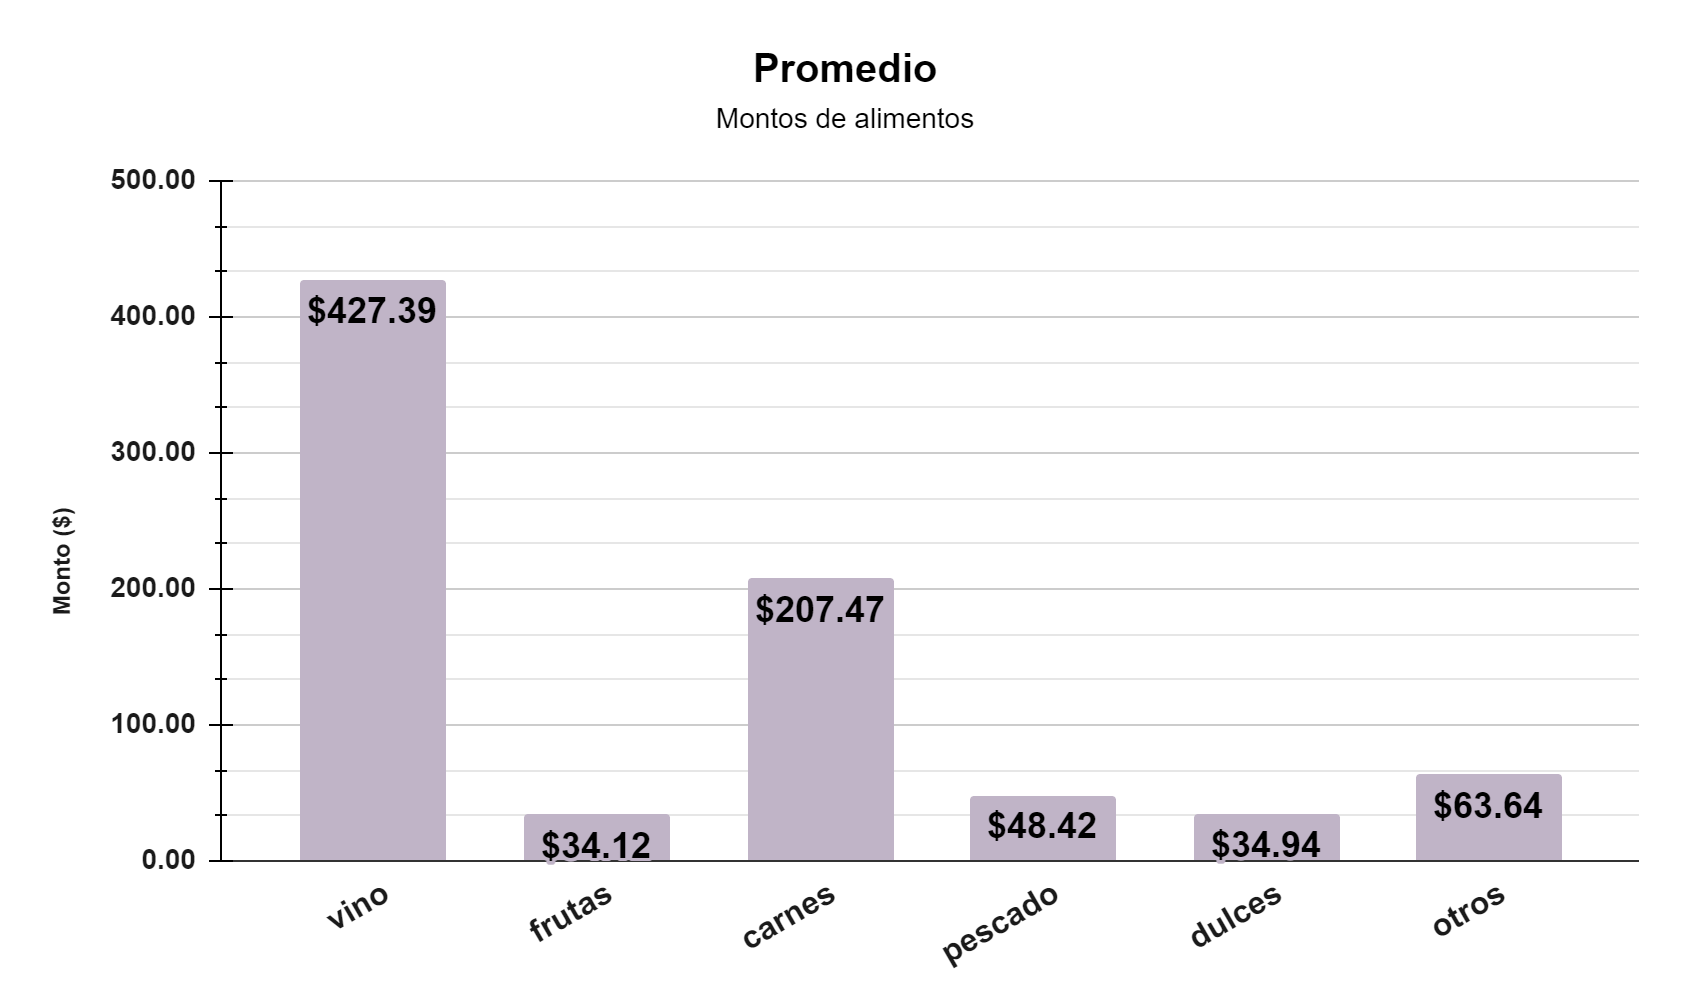 Promedio
Montos de alimentos
500.00
400.00
300.00
200.00
100.00
0.00
Monto ($)
$427.39
$34.12
$207.47
$48.42
$34.94
$63.64
vino
frutas
carnes
pescado
dulces
otros